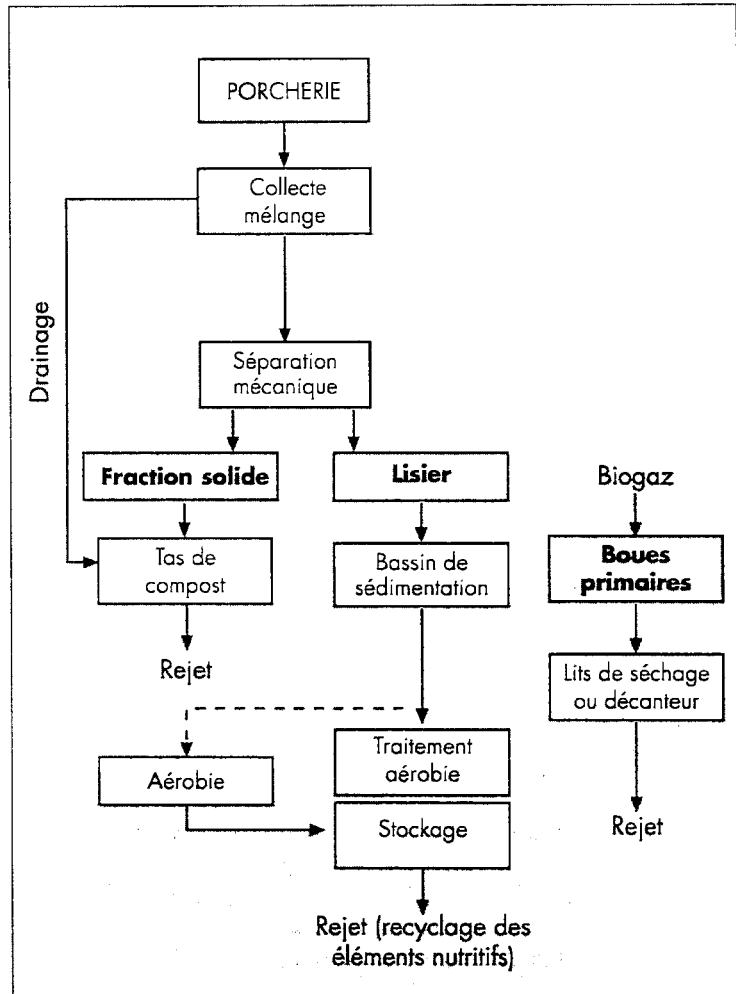 PORCHERIE
Collecte
mélange
Drainage
Séparation
mécanique
Fraction solide
Lisier
Biogaz
Tas de
compost
Bassin de
sédimentation
Boues
primaires
Rejet
Lits de séchage
ou décanteur
Aérobie
Traitement
aérobie
Stockage
Rejet
Rejet (recyclage des
éléments nutritifs)